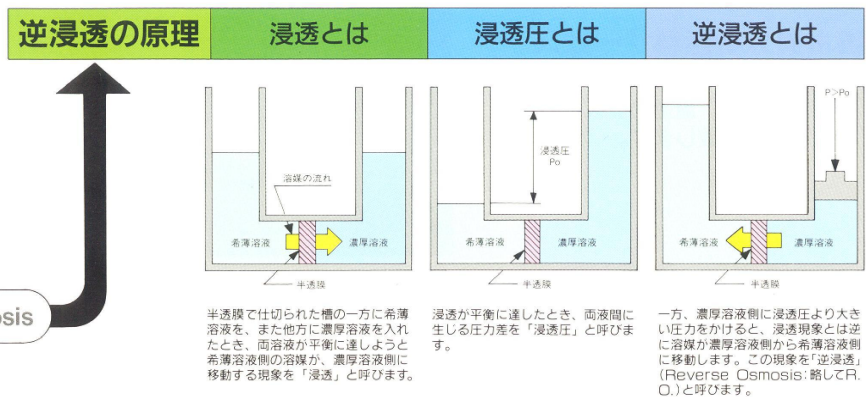 逆浸透の原理
浸透とは
浸透圧とは
逆浸透とは
溶媒の流れ
希薄溶液
濃厚溶液
半透膜
浸透圧
Po
希薄溶液
濃厚溶液
半透膜
P>Po
希薄溶液
濃厚溶液
半透膜
sis
半透膜で仕切られた槽の一方に希薄
溶液を、また他方に濃厚溶液を入れ
たとき、両溶液が平衡に達しようと
希薄溶液側の溶媒が、濃厚溶液側に
移動する現象を「浸透」と呼びます。
浸透が平衡に達したとき、両液間に
生じる圧力差を「浸透圧」と呼びま
す。
一方、濃厚溶液側に浸透圧より大き
い圧力をかけると、浸透現象とは逆
に溶媒が濃厚溶液側から希薄溶液側
に移動します。この現象を「逆浸透」
(Reverse Osmosis:略してR.
O.)と呼びます。